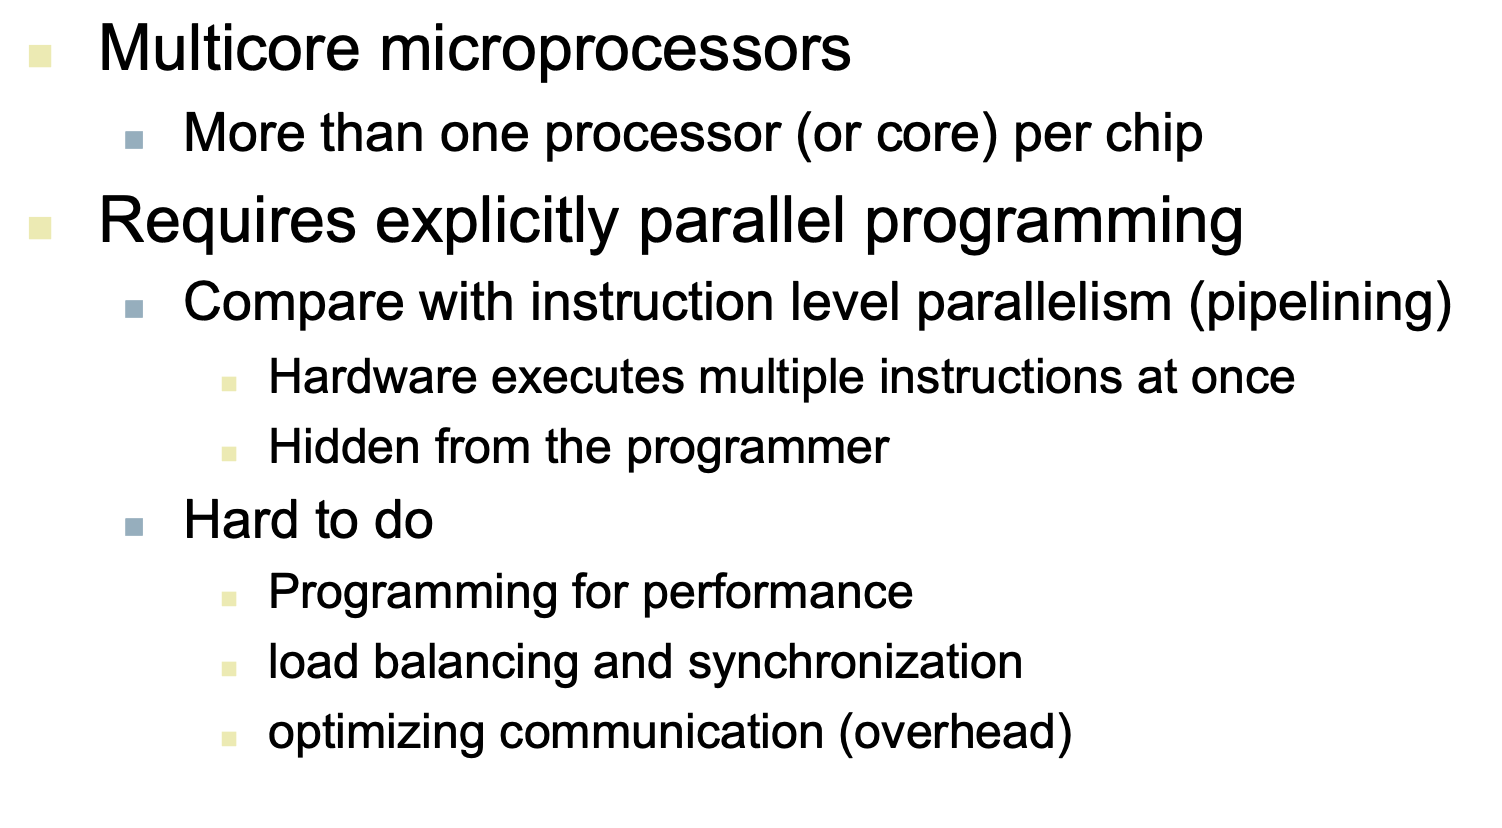 Multicore microprocessors
More than one processor (or core) per chip
Requires explicitly parallel programming
Compare with instruction level parallelism (pipelining)
Hardware executes multiple instructions at once
Hidden from the programmer
Hard to do
Programming for performance
load balancing and synchronization
optimizing communication (overhead)